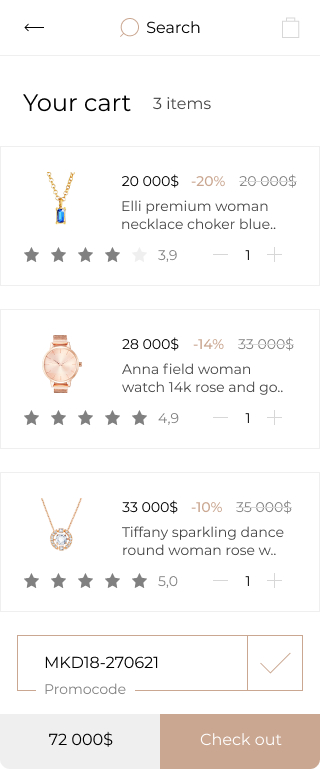 Search
Your cart 3 items
20 000$ -20% 20 000$
Elli premium woman
necklace choker blue..
3,9 1
28 000$ -14% 33 000$
Anna field woman
watch 14k rose and go..
4,9 1
33 000$ -10% 35 000$
Tiffany sparkling dance
round woman rose w..
5,0 1
MKD18-270621
Promocode
72 000$ Check out